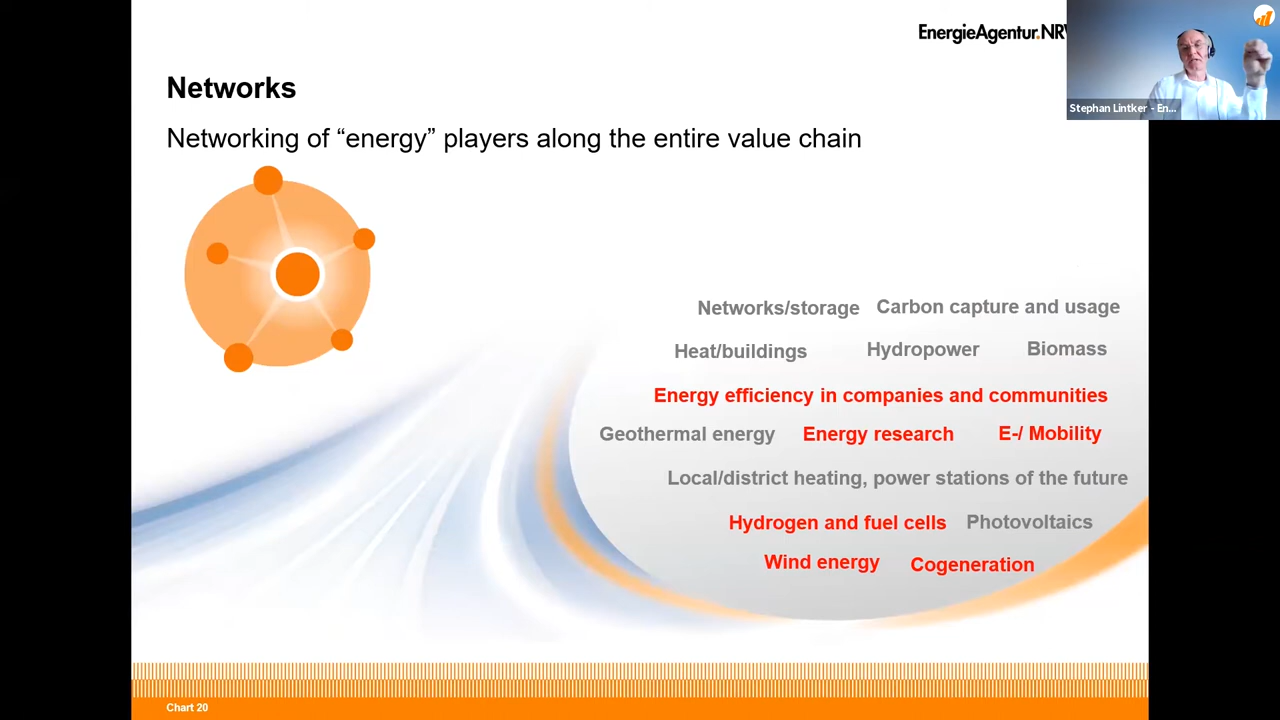 EnergieAgentur.NRW
Stephan Lintker - En...
Networks
Networking of “energy” players along the entire value chain
Networks/storage Carbon capture and usage
Heat/buildings Hydropower Biomass
Energy efficiency in companies and communities
Geothermal energy Energy research E-/ Mobility
Local/district heating, power stations of the future
Hydrogen and fuel cells Photovoltaics
Wind energy Cogeneration
Chart 20